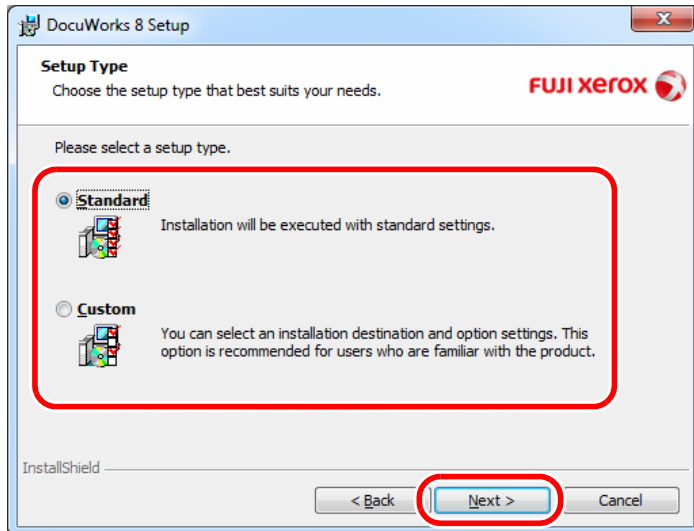 DocuWorks 8 Setup
Setup Type
Choose the setup type that best suits your needs.
FUJI xerox
Please select a setup type.
Standard
Installation will be executed with standard settings.
Custom
You can select an installation destination and option settings. This
option is recommended for users who are familiar with the product.
InstallShield
< Back
Next >
Cancel